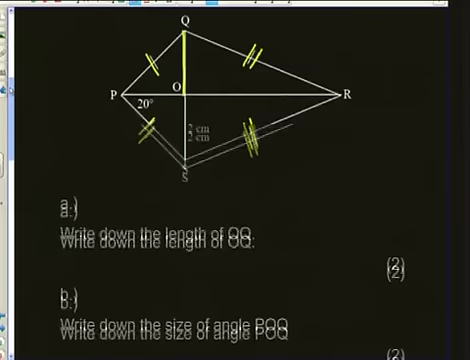 Q
P
O
R
20°
2 cm
S
a.)
Write down the length of OQ.
(2)
b.)
Write down the size of angle POQ
(2)